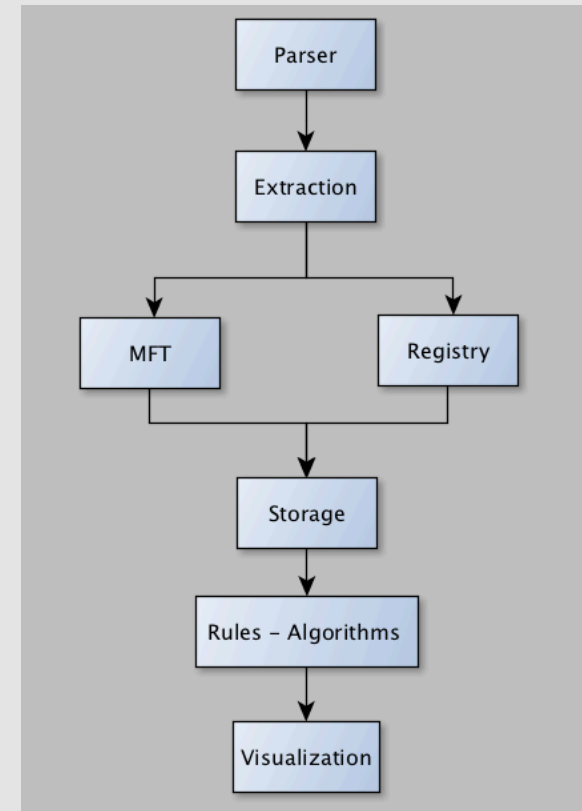 Parser
Extraction
MFT
Registry
Storage
Rules – Algorithms
Visualization